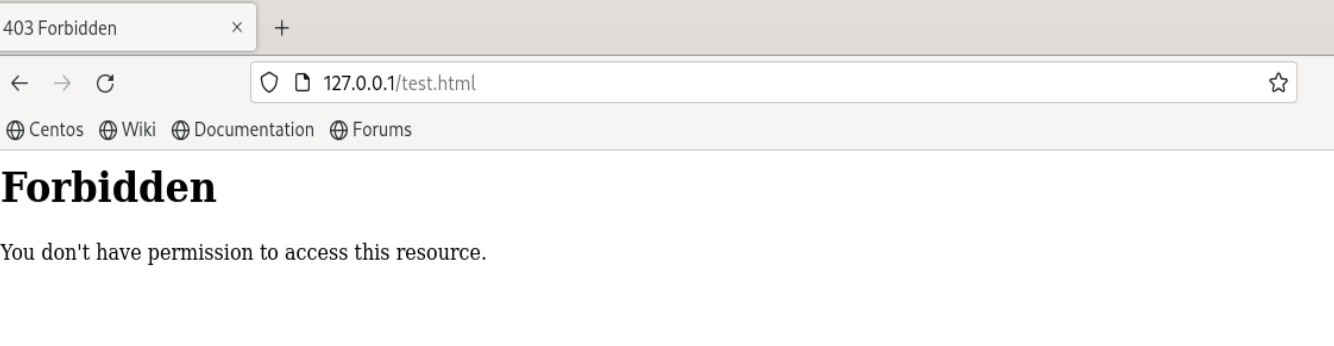 403 Forbidden
127.0.0.1/test.html
Centos Wiki Documentation Forums
Forbidden
You don't have permission to access this resource.